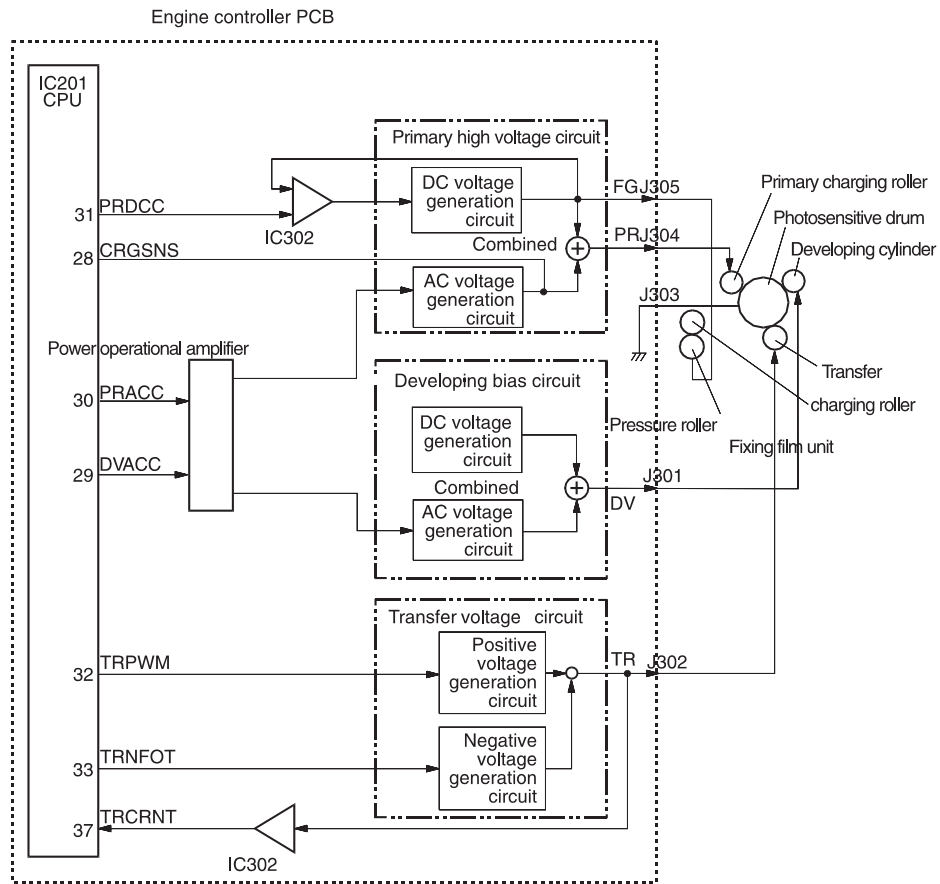 Engine controller PCB
IC201
CPU
Primary high voltage circuit
DC voltage
generation
circuit
FGJ305
Primary charging roller
Photosensitive drum
31
PRDCC
IC302
Combined
PRJ304
Developing cylinder
28
CRGSNS
AC voltage
generation
circuit
J303
Power operational amplifier
30
PRACC
Developing bias circuit
Transfer
charging roller
Pressure roller
Fixing film unit
DC voltage
generation
circuit
29
DVACC
Combined
J301
DV
AC voltage
generation
circuit
Transfer voltage circuit
Positive
voltage
generation
circuit
TR
J302
32
TRPWM
Negative
voltage
generation
circuit
33
TRNFOT
37
TRCRNT
IC302